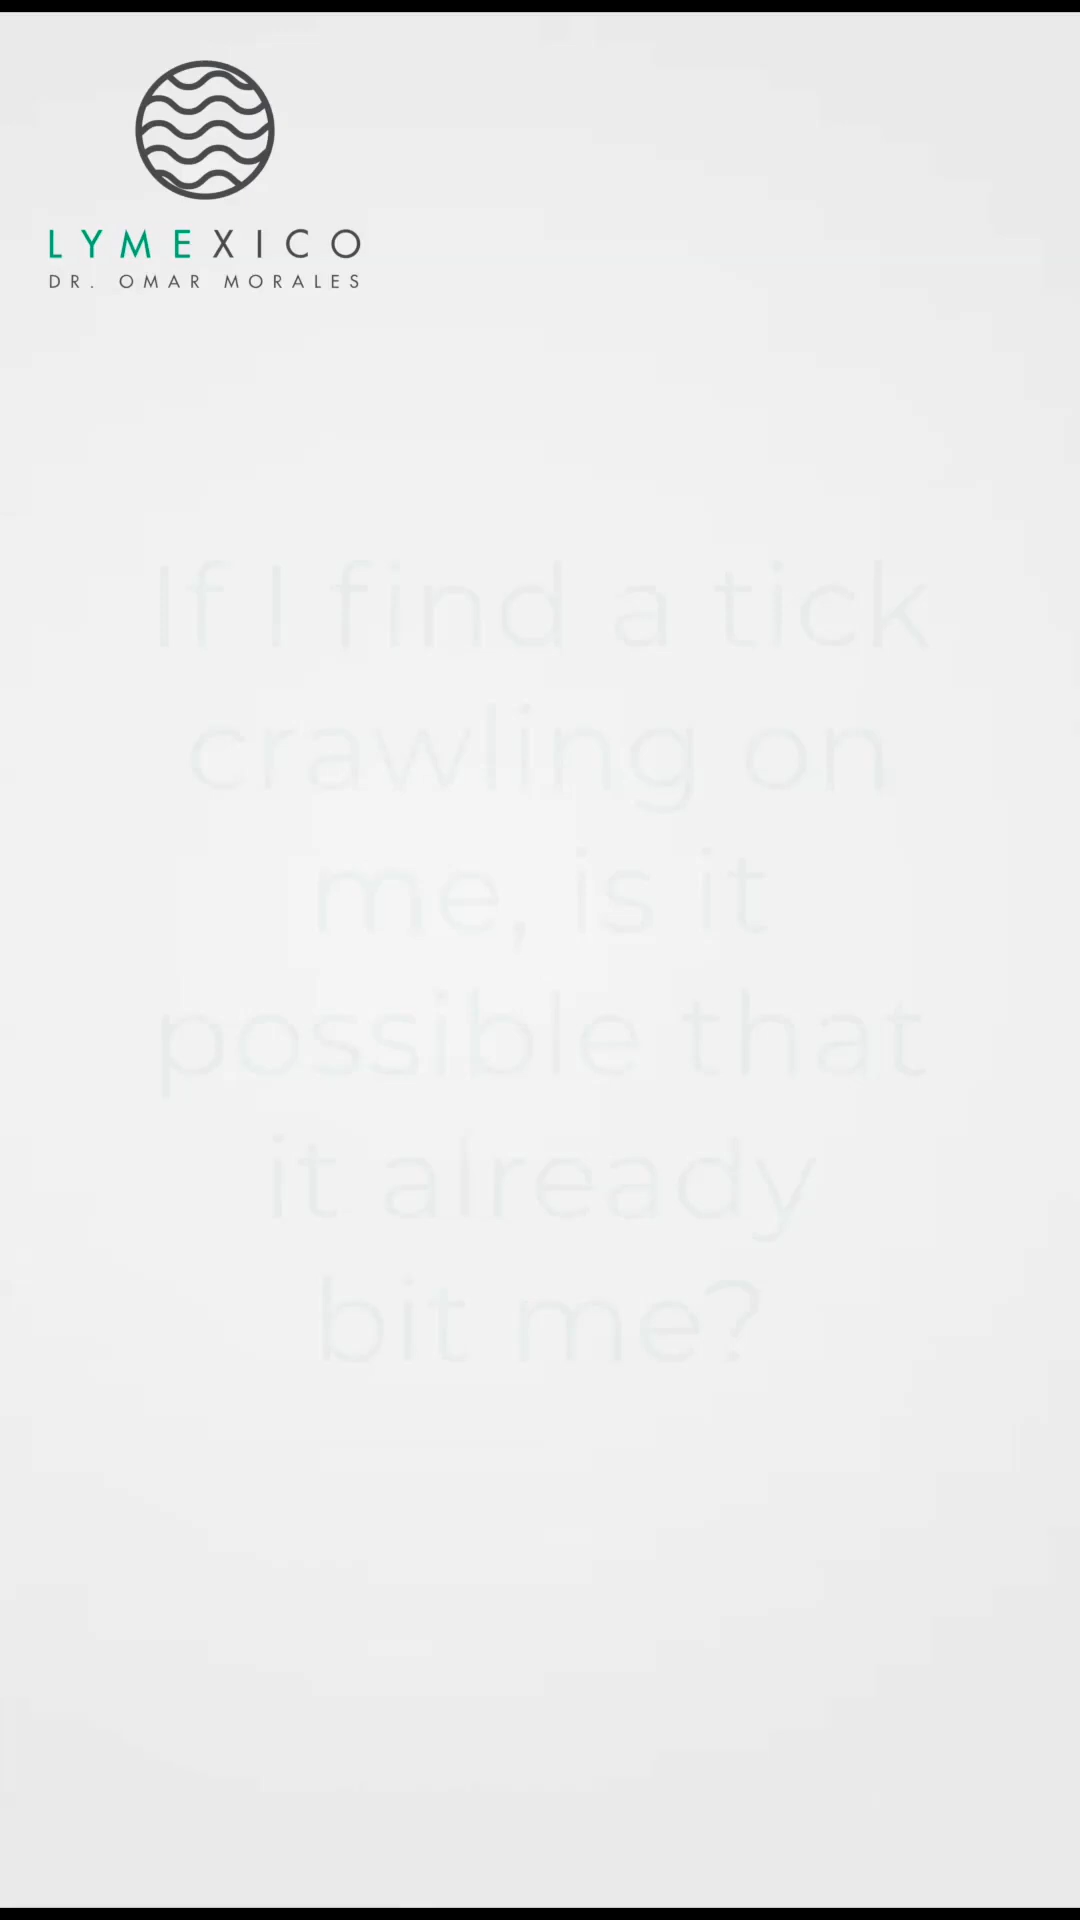 LYMEXICO
DR. OMAR MORALES
If I find a tick
crawling on
me, is it
possible that
it already
bit me?